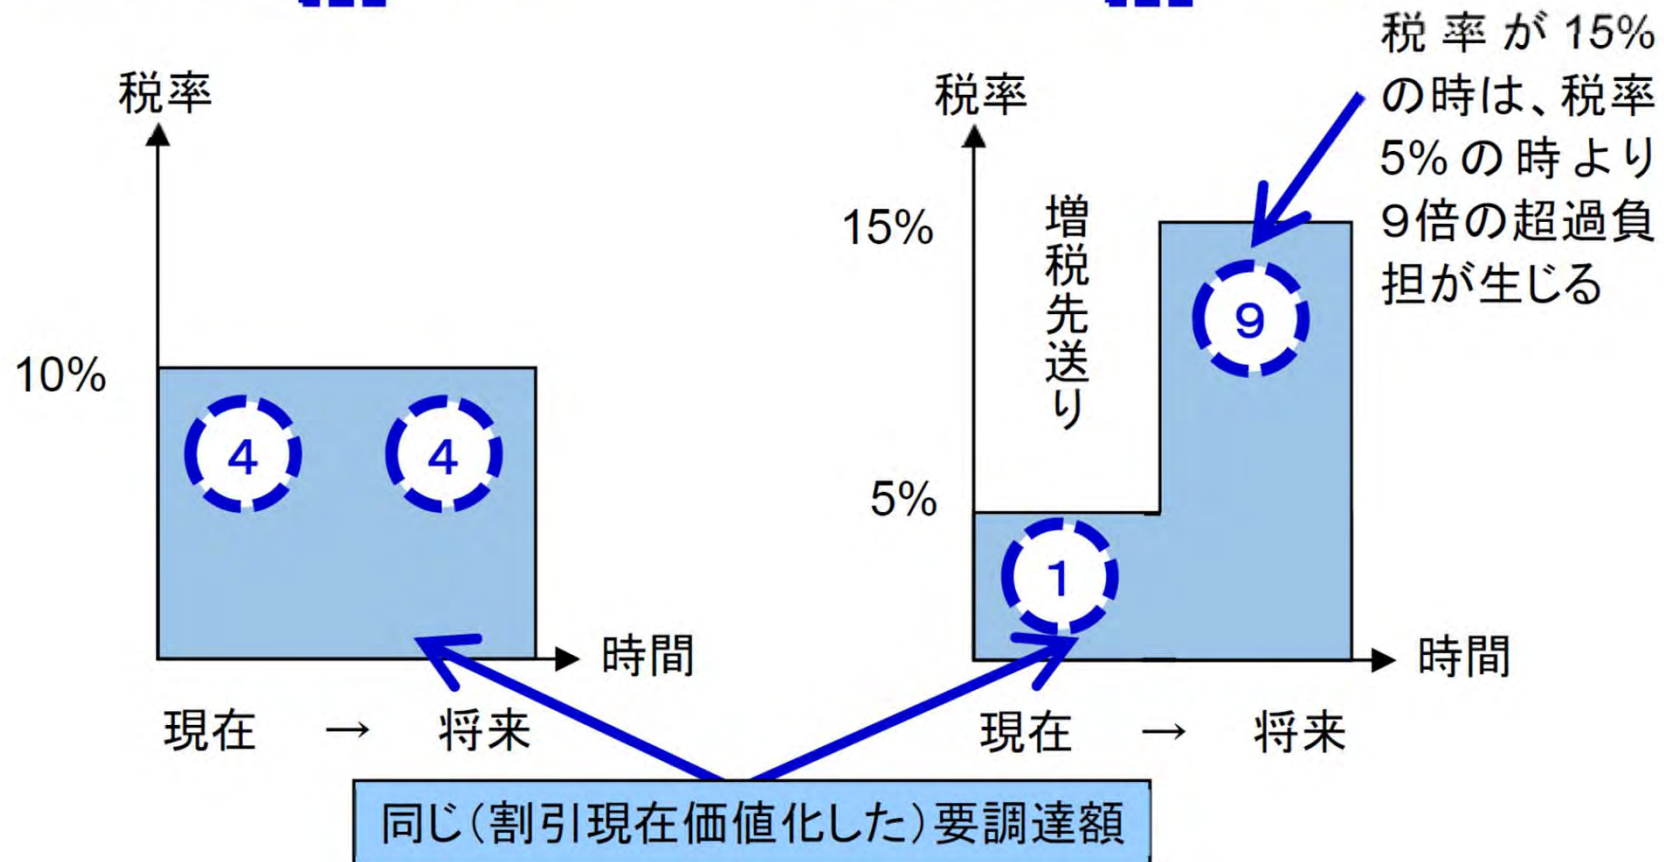 税率
10%
4
4
時間
現在 → 将来
税率
15%
5%
増税先送り
1
9
時間
現在 → 将来
税率が15%
の時は、税率
5%の時より
９倍の超過負
担が生じる
同じ（割引現在価値化した）要調達額